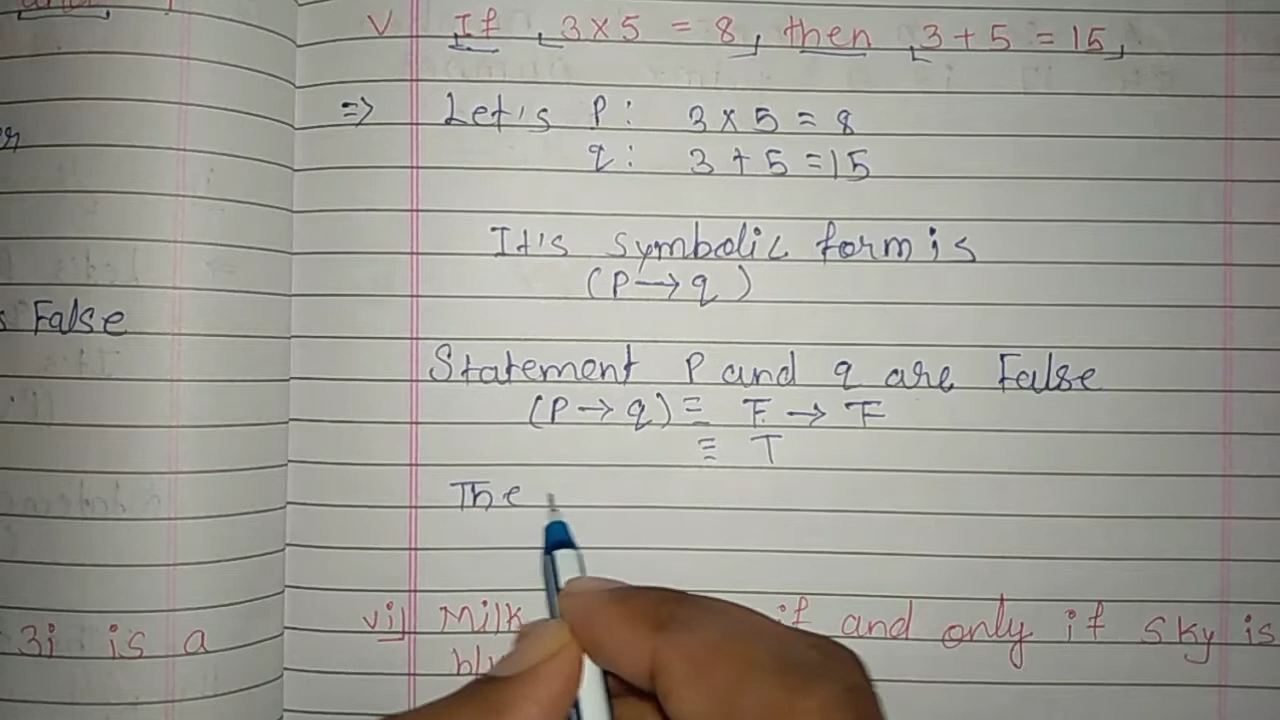 V If 3×5 = 8, then 3+5 = 15,
=> Let's P: 3×5 = 8
q: 3+5 =15
It's symbolic form is
(P→q)
False
Statement P and q are False
(P→q) ≡ F → F
≡ T
The
vi) Milk if and only if sky is
3i is a